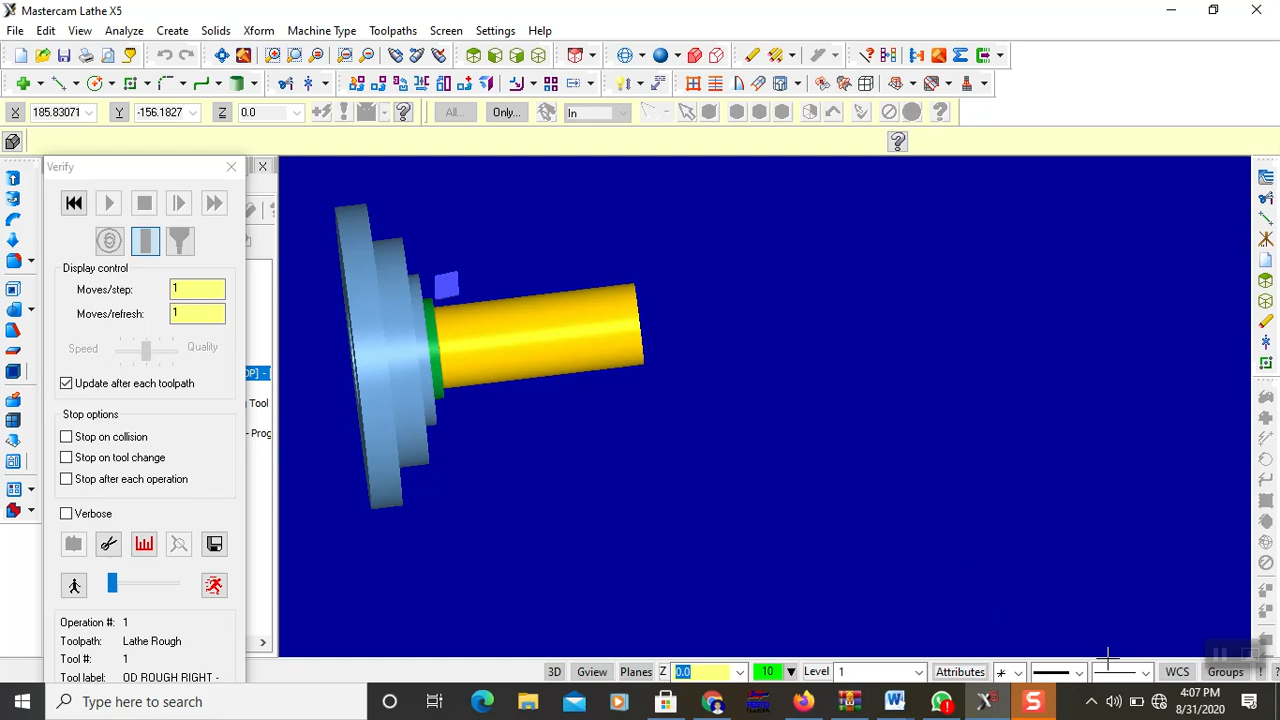 Mastercam Lathe X5
File Edit View Analyze Create Solids Xform Machine Type Toolpaths Screen Settings Help
X 185.83071 Y -156.1827 Z 0.0 All... Only... In
Verify
Display control
Moves/step: 1
Moves/refresh: 1
Speed Quality
Update after each toolpath
OP] - [
Stop options
Tool
Stop on collision
- Prog
Stop on tool change
Stop after each operation
Verbose
Operation #: 1
Toolpath: Lathe Rough
Tool #: 1
Tool label: OD ROUGH RIGHT -
3D Gview Planes Z 0.0 10 Level 1 Attributes WCS Groups ?
Type here to search
4:07 PM
8/31/2020